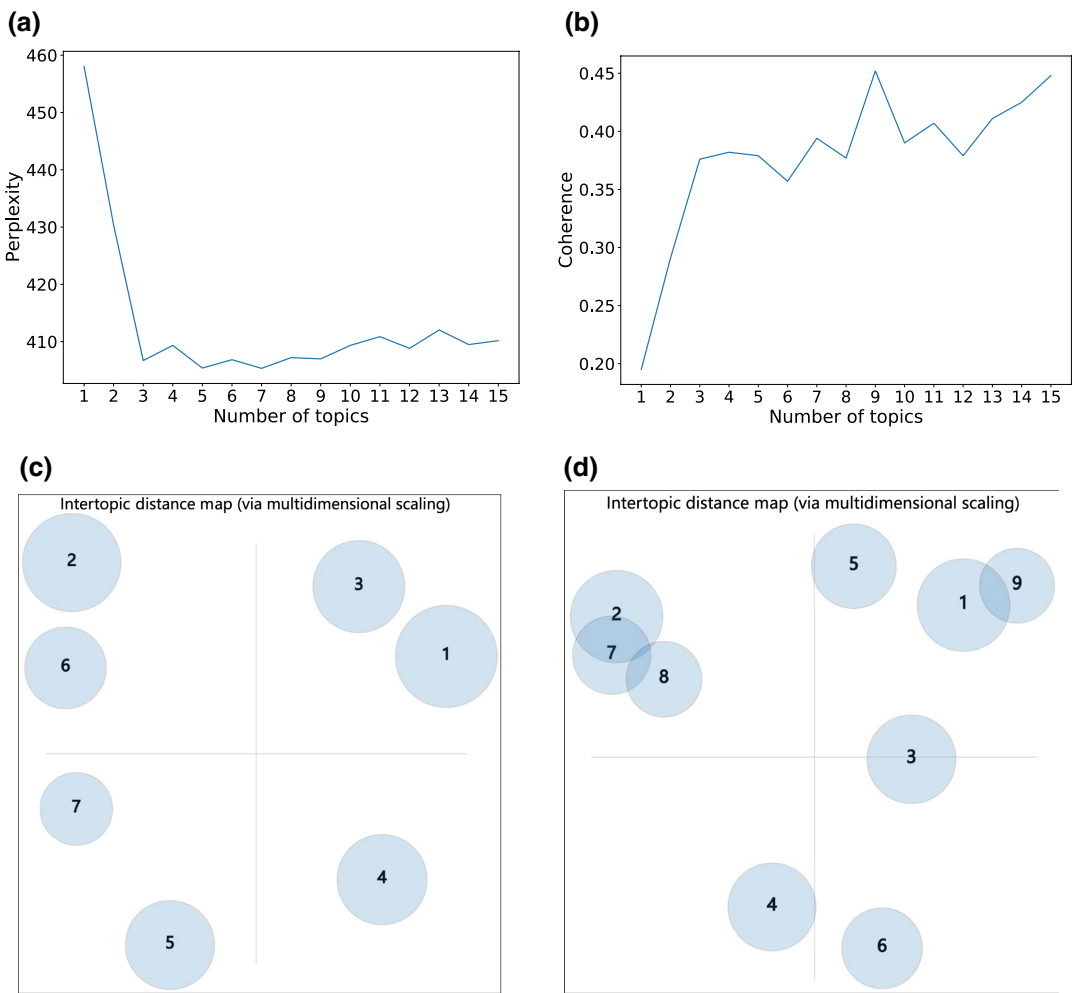 (a)
460
450
440
430
420
410
Perplexity
1 2 3 4 5 6 7 8 9 10 11 12 13 14 15
Number of topics
(b)
0.45
0.40
0.35
0.30
0.25
0.20
Coherence
1 2 3 4 5 6 7 8 9 10 11 12 13 14 15
Number of topics
(c)
Intertopic distance map (via multidimensional scaling)
2
3
1
6
7
4
5
(d)
Intertopic distance map (via multidimensional scaling)
5
9
1
2
7
8
3
4
6